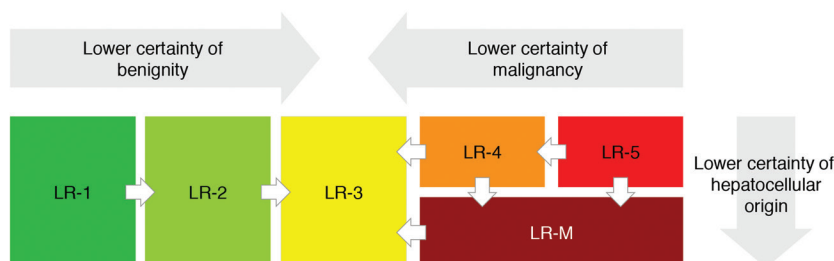 Lower certainty of
benignity
Lower certainty of
malignancy
LR-1
LR-2
LR-3
LR-4
LR-5
LR-M
Lower certainty of
hepatocellular
origin